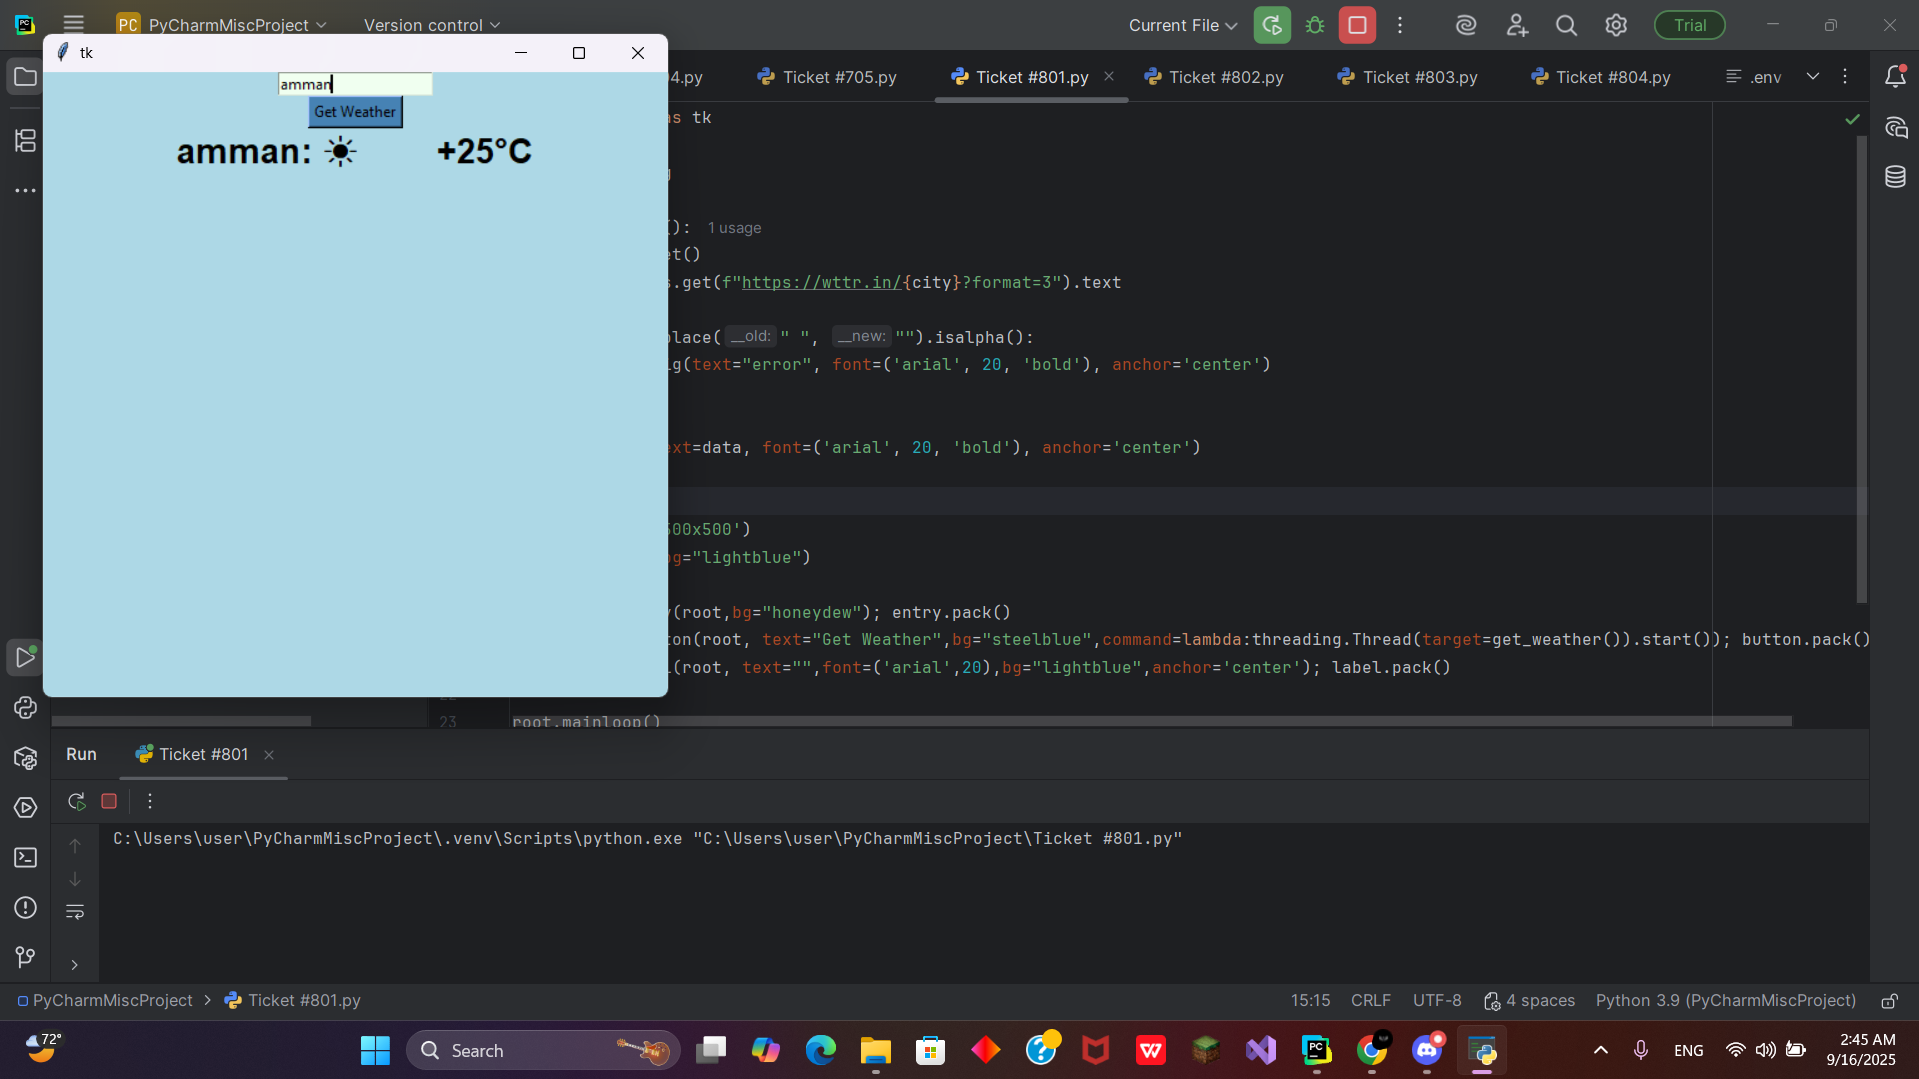 PC PyCharmMiscProject Version control Current File Trial
tk
4.py Ticket #705.py Ticket #801.py Ticket #802.py Ticket #803.py Ticket #804.py .env
amman
Get Weather
amman: ☀ +25°C
s tk
): 1 usage
et()
s.get(f"https://wttr.in/{city}?format=3").text
place( __old: " ", __new: "").isalpha():
ig(text="error", font=('arial', 20, 'bold'), anchor='center')
ext=data, font=('arial', 20, 'bold'), anchor='center')
500x500')
bg="lightblue")
y(root,bg="honeydew"); entry.pack()
ton(root, text="Get Weather",bg="steelblue",command=lambda:threading.Thread(target=get_weather()).start()); button.pack()
l(root, text="",font=('arial',20),bg="lightblue",anchor='center'); label.pack()
23 root.mainloop()
Run Ticket #801
C:\Users\user\PyCharmMiscProject\.venv\Scripts\python.exe "C:\Users\user\PyCharmMiscProject\Ticket #801.py"
PyCharmMiscProject > Ticket #801.py 15:15 CRLF UTF-8 4 spaces Python 3.9 (PyCharmMiscProject)
72° Search ENG 2:45 AM
9/16/2025